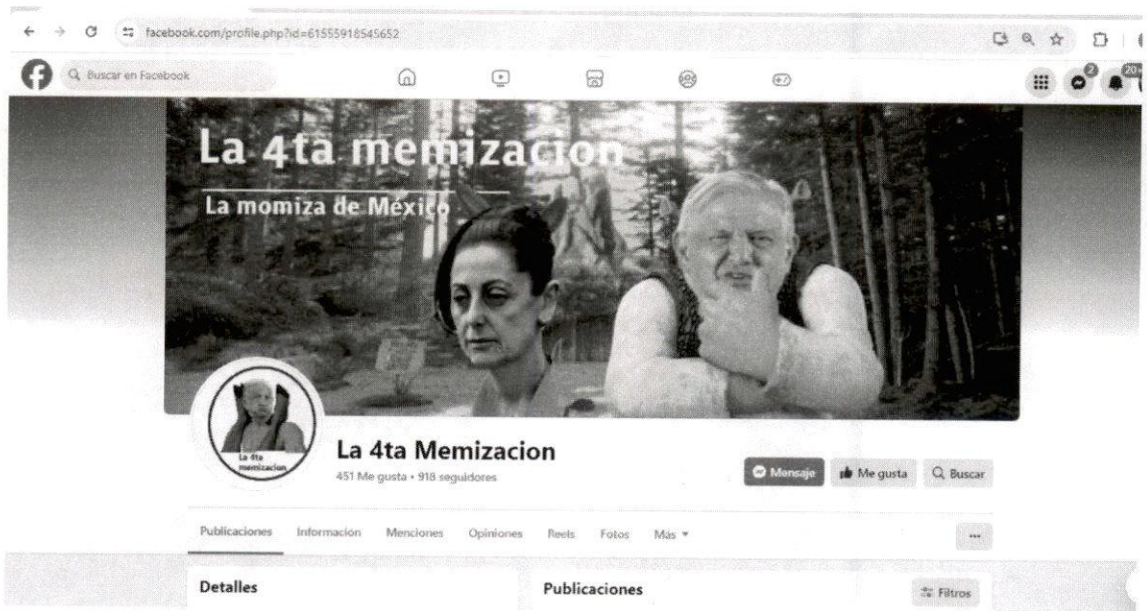 facebook.com/profile.php?id=61555918545652
Buscar en Facebook
2
20+
La 4ta memizacion
La momiza de México
La 4ta
memizacion
La 4ta Memizacion
451 Me gusta • 918 seguidores
Mensaje
Me gusta
Buscar
Publicaciones Información Menciones Opiniones Reels Fotos Más
Detalles
Publicaciones
Filtros